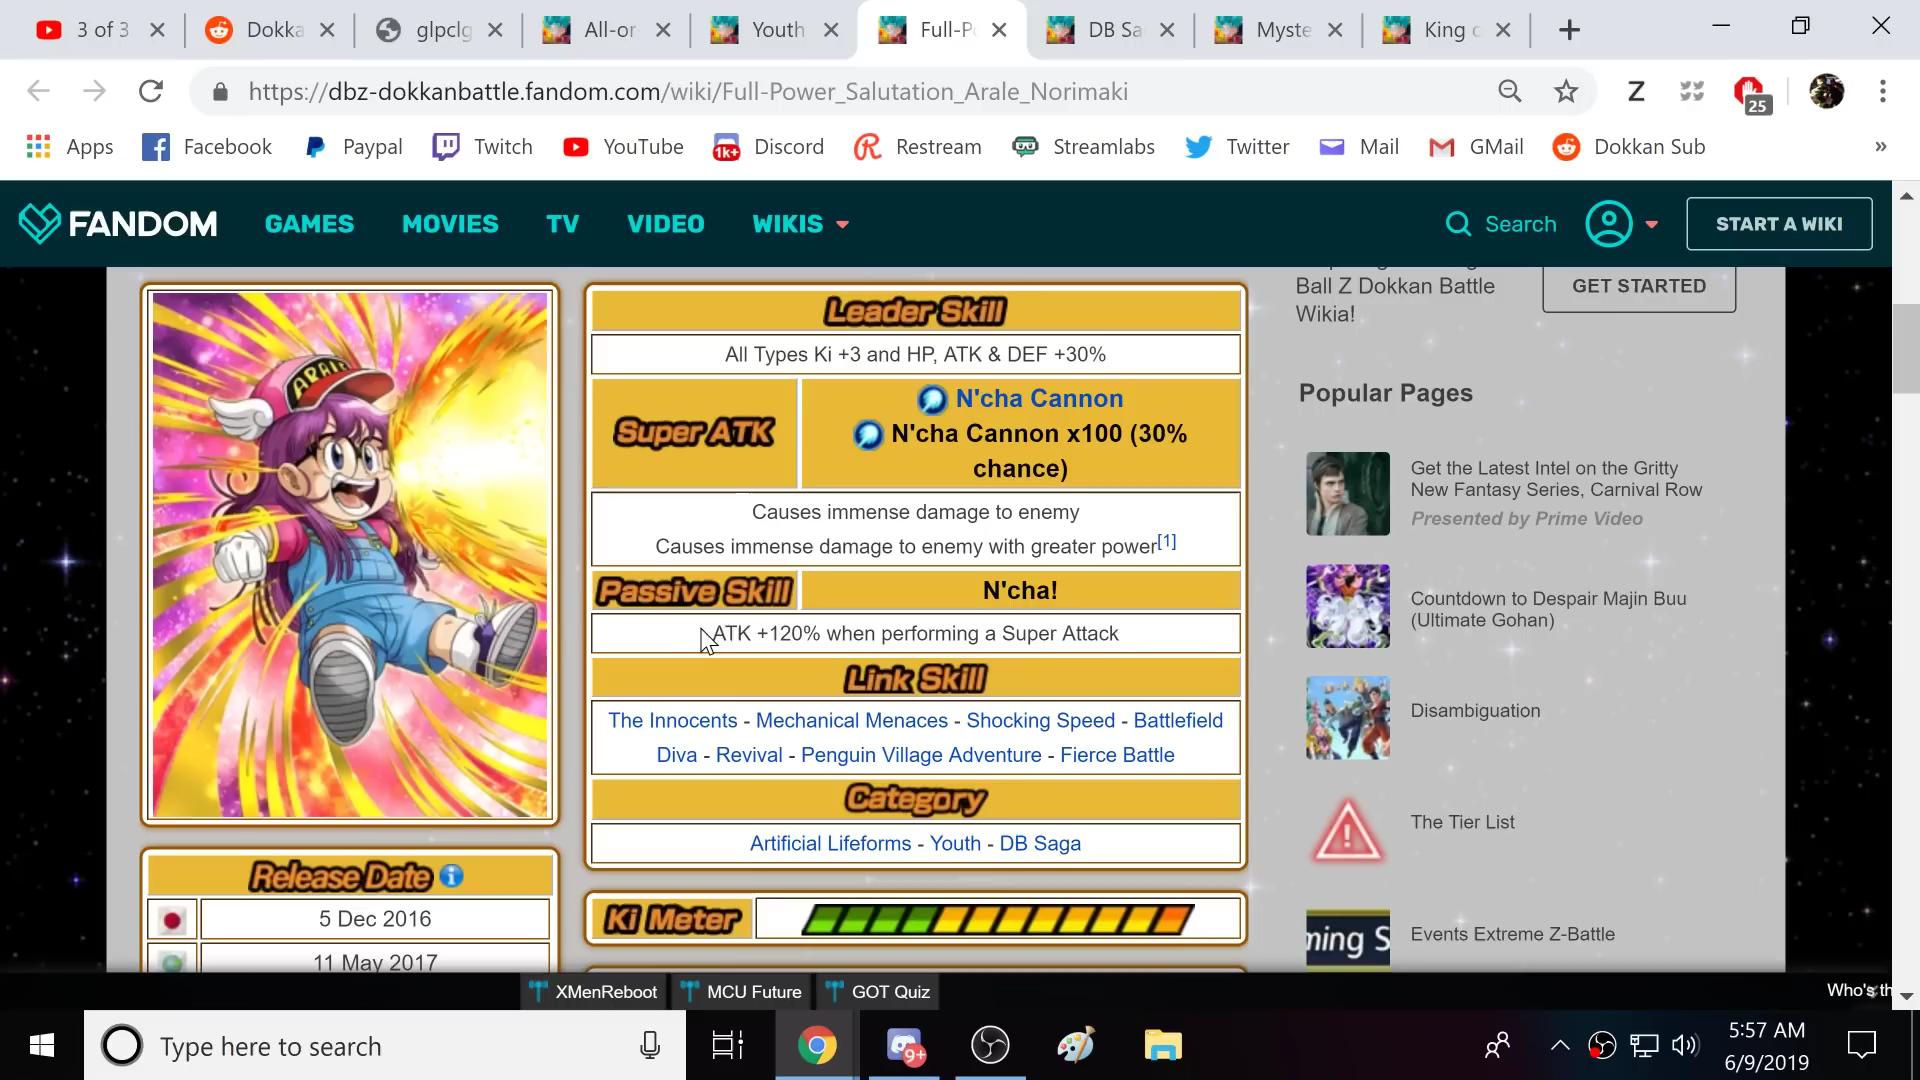 3 of 3
Dokka
glpclg
All-or
Youth
Full-P
DB Sa
Myste
King
https://dbz-dokkanbattle.fandom.com/wiki/Full-Power_Salutation_Arale_Norimaki
Z
25
Apps
Facebook
Paypal
Twitch
YouTube
1K+
Discord
Restream
Streamlabs
Twitter
Mail
GMail
Dokkan Sub
»
FANDOM
GAMES
MOVIES
TV
VIDEO
WIKIS
Search
START A WIKI
ARALE
Leader Skill
All Types Ki +3 and HP, ATK & DEF +30%
Super ATK
N'cha Cannon
N'cha Cannon x100 (30%
chance)
Causes immense damage to enemy
Causes immense damage to enemy with greater power[1]
Passive Skill
N'cha!
ATK +120% when performing a Super Attack
Link Skill
The Innocents - Mechanical Menaces - Shocking Speed - Battlefield
Diva - Revival - Penguin Village Adventure - Fierce Battle
Category
Artificial Lifeforms - Youth - DB Saga
Ki Meter
Release Date
5 Dec 2016
11 May 2017
Ball Z Dokkan Battle
Wikia!
GET STARTED
Popular Pages
Get the Latest Intel on the Gritty
New Fantasy Series, Carnival Row
Presented by Prime Video
Countdown to Despair Majin Buu
(Ultimate Gohan)
Disambiguation
The Tier List
ming S
Events Extreme Z-Battle
XMenReboot
MCU Future
GOT Quiz
Who's th
Type here to search
9+
5:57 AM
6/9/2019